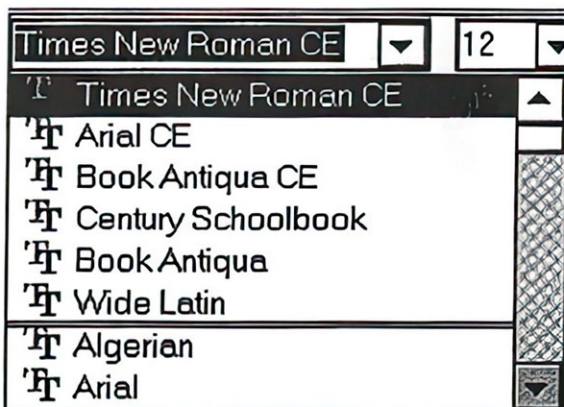 Times New Roman CE 12
Times New Roman CE
Arial CE
Book Antiqua CE
Century Schoolbook
Book Antiqua
Wide Latin
Algerian
Arial